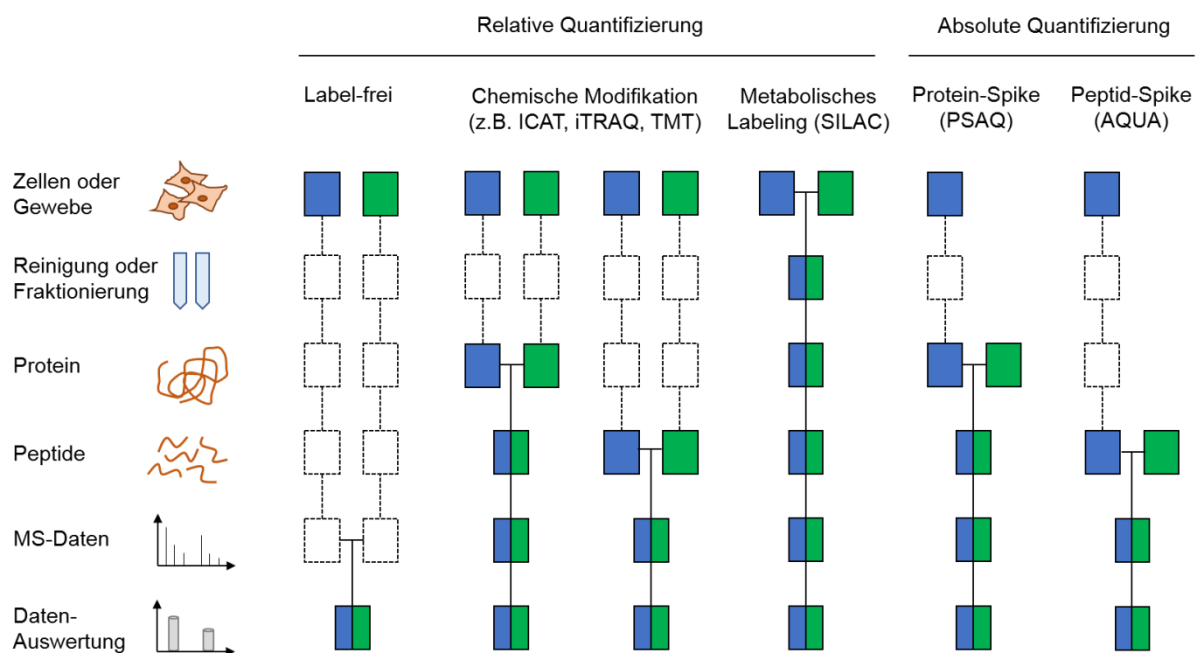 Relative Quantifizierung
Absolute Quantifizierung
Label-frei
Chemische Modifikation
(z.B. ICAT, iTRAQ, TMT)
Metabolisches
Labeling (SILAC)
Protein-Spike
(PSAQ)
Peptid-Spike
(AQUA)
Zellen oder
Gewebe
Reinigung oder
Fraktionierung
Protein
Peptide
MS-Daten
Daten-
Auswertung